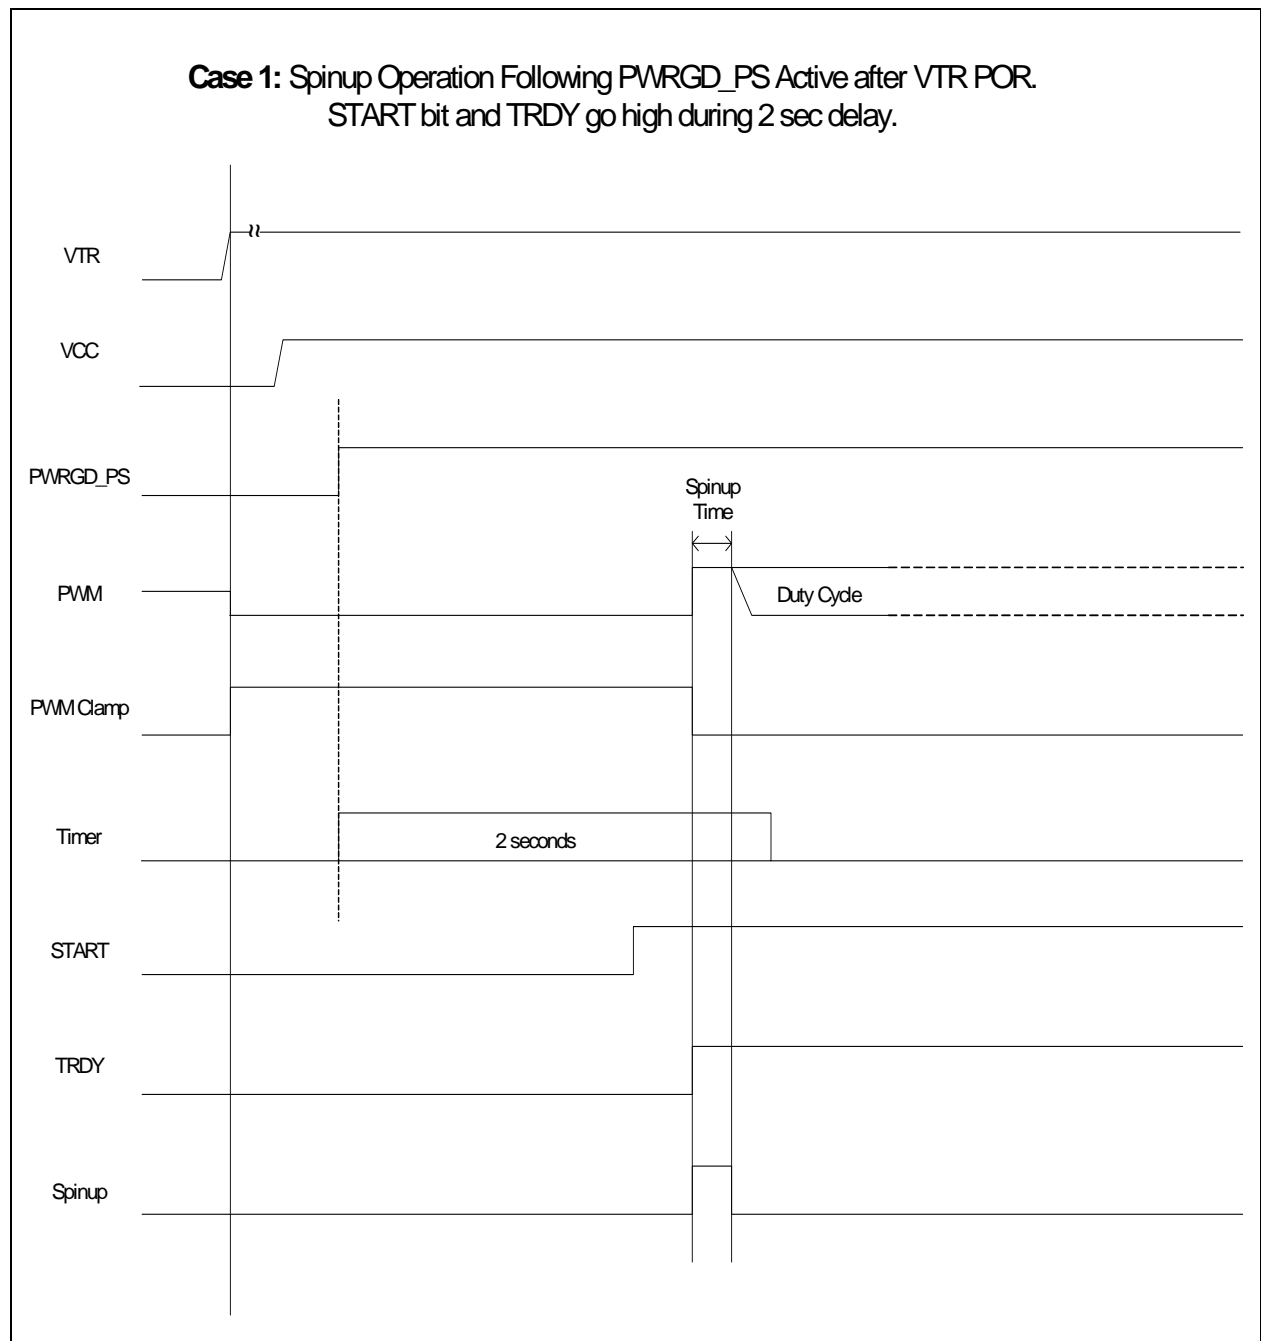 Case 1: Spinup Operation Following PWRGD_PS Active after VTR POR.
START bit and TRDY go high during 2 sec delay.
VTR
VCC
PWRGD_PS
Spinup
Time
PWM
Duty Cycle
PWM Clamp
Timer
2 seconds
START
TRDY
Spinup